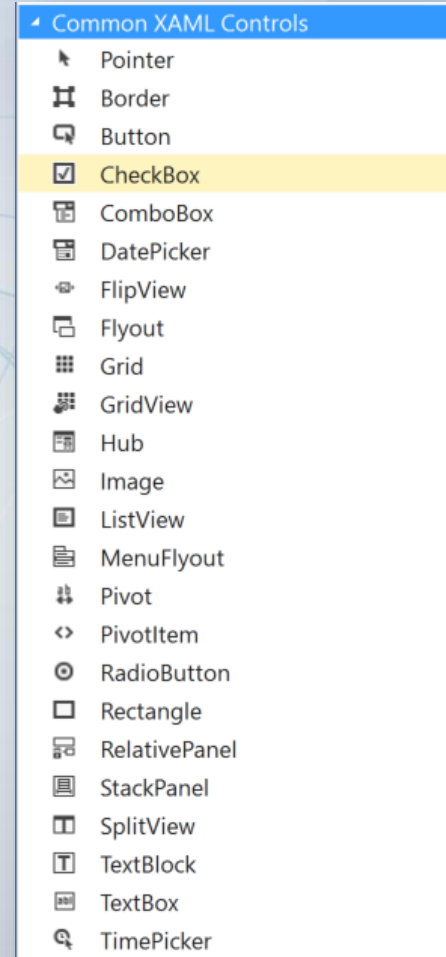 Common XAML Controls
Pointer
Border
Button
CheckBox
ComboBox
DatePicker
FlipView
Flyout
Grid
GridView
Hub
Image
ListView
MenuFlyout
Pivot
PivotItem
RadioButton
Rectangle
RelativePanel
StackPanel
SplitView
TextBlock
TextBox
TimePicker